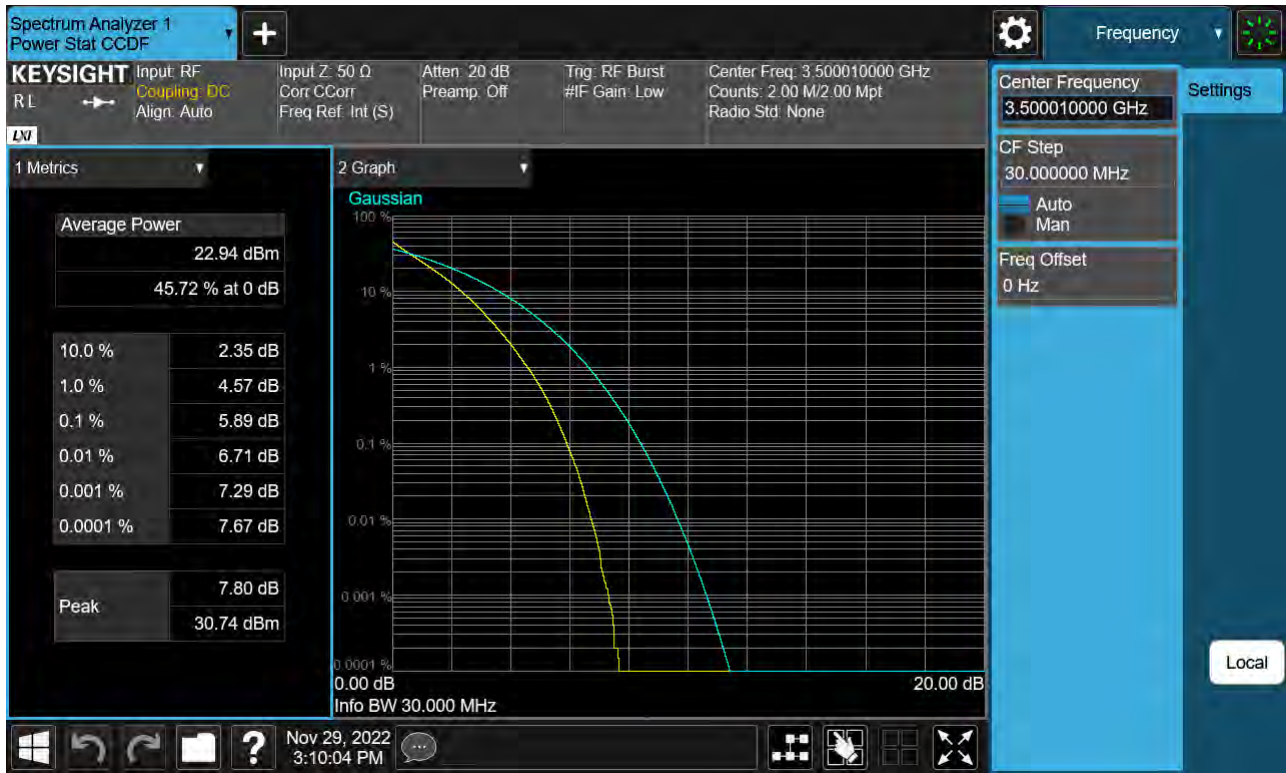 Spectrum Analyzer 1
Power Stat CCDF
Frequency
KEYSIGHT
RL
LXI
Input: RF
Coupling: DC
Align: Auto
Input Z: 50 Ω
Corr CCorr
Freq Ref: Int (S)
Atten: 20 dB
Preamp: Off
Trig: RF Burst
#IF Gain: Low
Center Freq: 3.500010000 GHz
Counts: 2.00 M/2.00 Mpt
Radio Std: None
Center Frequency
3.500010000 GHz
Settings
CF Step
30.000000 MHz
Auto
Man
Freq Offset
0 Hz
Local
1 Metrics
Average Power
22.94 dBm
45.72 % at 0 dB
10.0 % 2.35 dB
1.0 % 4.57 dB
0.1 % 5.89 dB
0.01 % 6.71 dB
0.001 % 7.29 dB
0.0001 % 7.67 dB
Peak
7.80 dB
30.74 dBm
2 Graph
Gaussian
100 %
10 %
1 %
0.1 %
0.01 %
0.001 %
0.0001 %
0.00 dB 20.00 dB
Info BW 30.000 MHz
?
Nov 29, 2022
3:10:04 PM